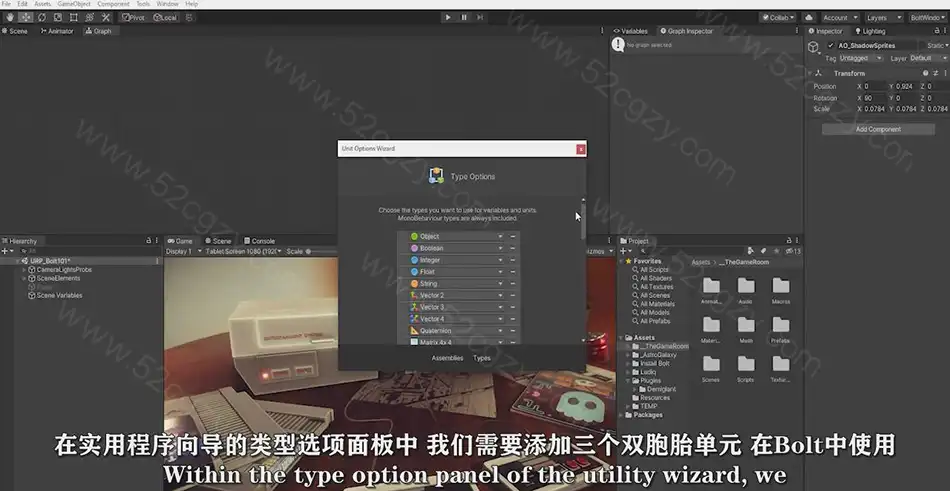 File Edit Assets GameObject Component Tools Window Help
Pivot Local Collab Account Layers BoltWindo
Scene Animator Graph
Variables Graph Inspector
Inspector Lighting
No graph selected
AO_ShadowSprites Static
Tag Untagged Layer Default
Transform
Position X 0 Y 0.924 Z 0
Rotation X 90 Y 0 Z 0
Scale X 0.0784 Y 0.0784 Z 0.0784
Add Component
Unit Options Wizard
Type Options
Choose the types you want to use for variables and units.
MonoBehaviour types are always included.
Object
Boolean
Integer
Float
String
Vector 2
Vector 3
Vector 4
Quaternion
Matrix 4x 4
Assemblies Types
Hierarchy
All
URP_Bolt101*
CameraLightsProbe
SceneElements
Scene Variables
Game Scene Console
Display 1 Tablet Screen 1080 (192 Scale
izmos
Project
13
Favorites
All Scripts
All Shaders
All Textures
All Scenes
All Materials
All Models
All Prefabs
Assets
__TheGameRoom
_AstroGalaxy
Install Bolt
Ludiq
Plugins
Demigiant
Resources
TEMP
Packages
Assets __TheGameRoom
Animat... Audio Macros
Materi... Mesh Prefabs
Scenes Scripts Textur...
www.52cgzy.com
在实用程序向导的类型选项面板中 我们需要添加三个双胞胎单元 在Bolt中使用
Within the type option panel of the utility wizard, we